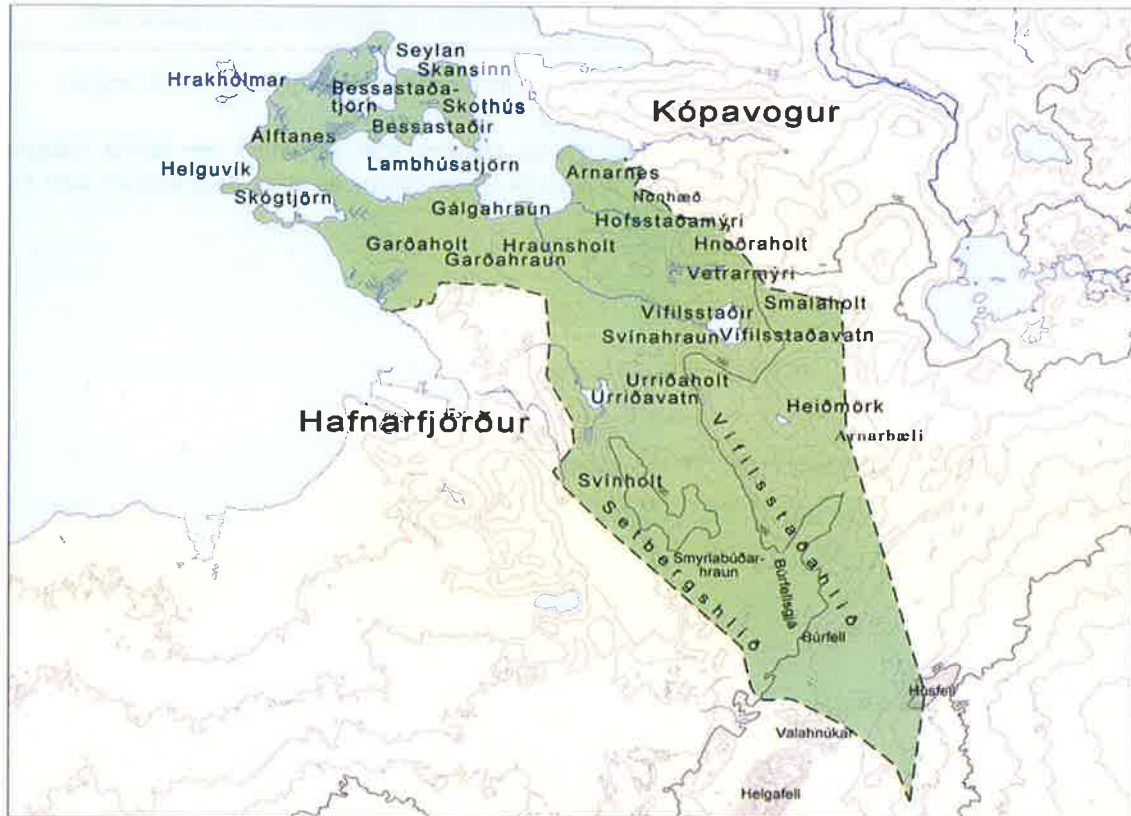 Seylan
Skansinn
Hrakhólmar
Bessastaða-
tjörn
Skothús
Kópavogur
Bessastaðir
Álftanes
Helguvík
Lambhúsatjörn
Arnarnes
Skógtjörn
Nónhæð
Gálgahraun
Hofsstaðamýri
Garðaholt
Hraunsholt
Hnoðraholt
Garðahraun
Vetrarmýri
Smalaholt
Vífilsstaðir
Svínahraun
Vífilsstaðavatn
Urriðaholt
Urriðavatn
Heiðmörk
Hafnarfjörður
Arnarbæli
Vífilsstaðahlíð
Svínholt
Setbergshlíð
Smyrlabúðar-
hraun
Búrfellsgjá
Búrfell
Húsfell
Valahnúkar
Helgafell